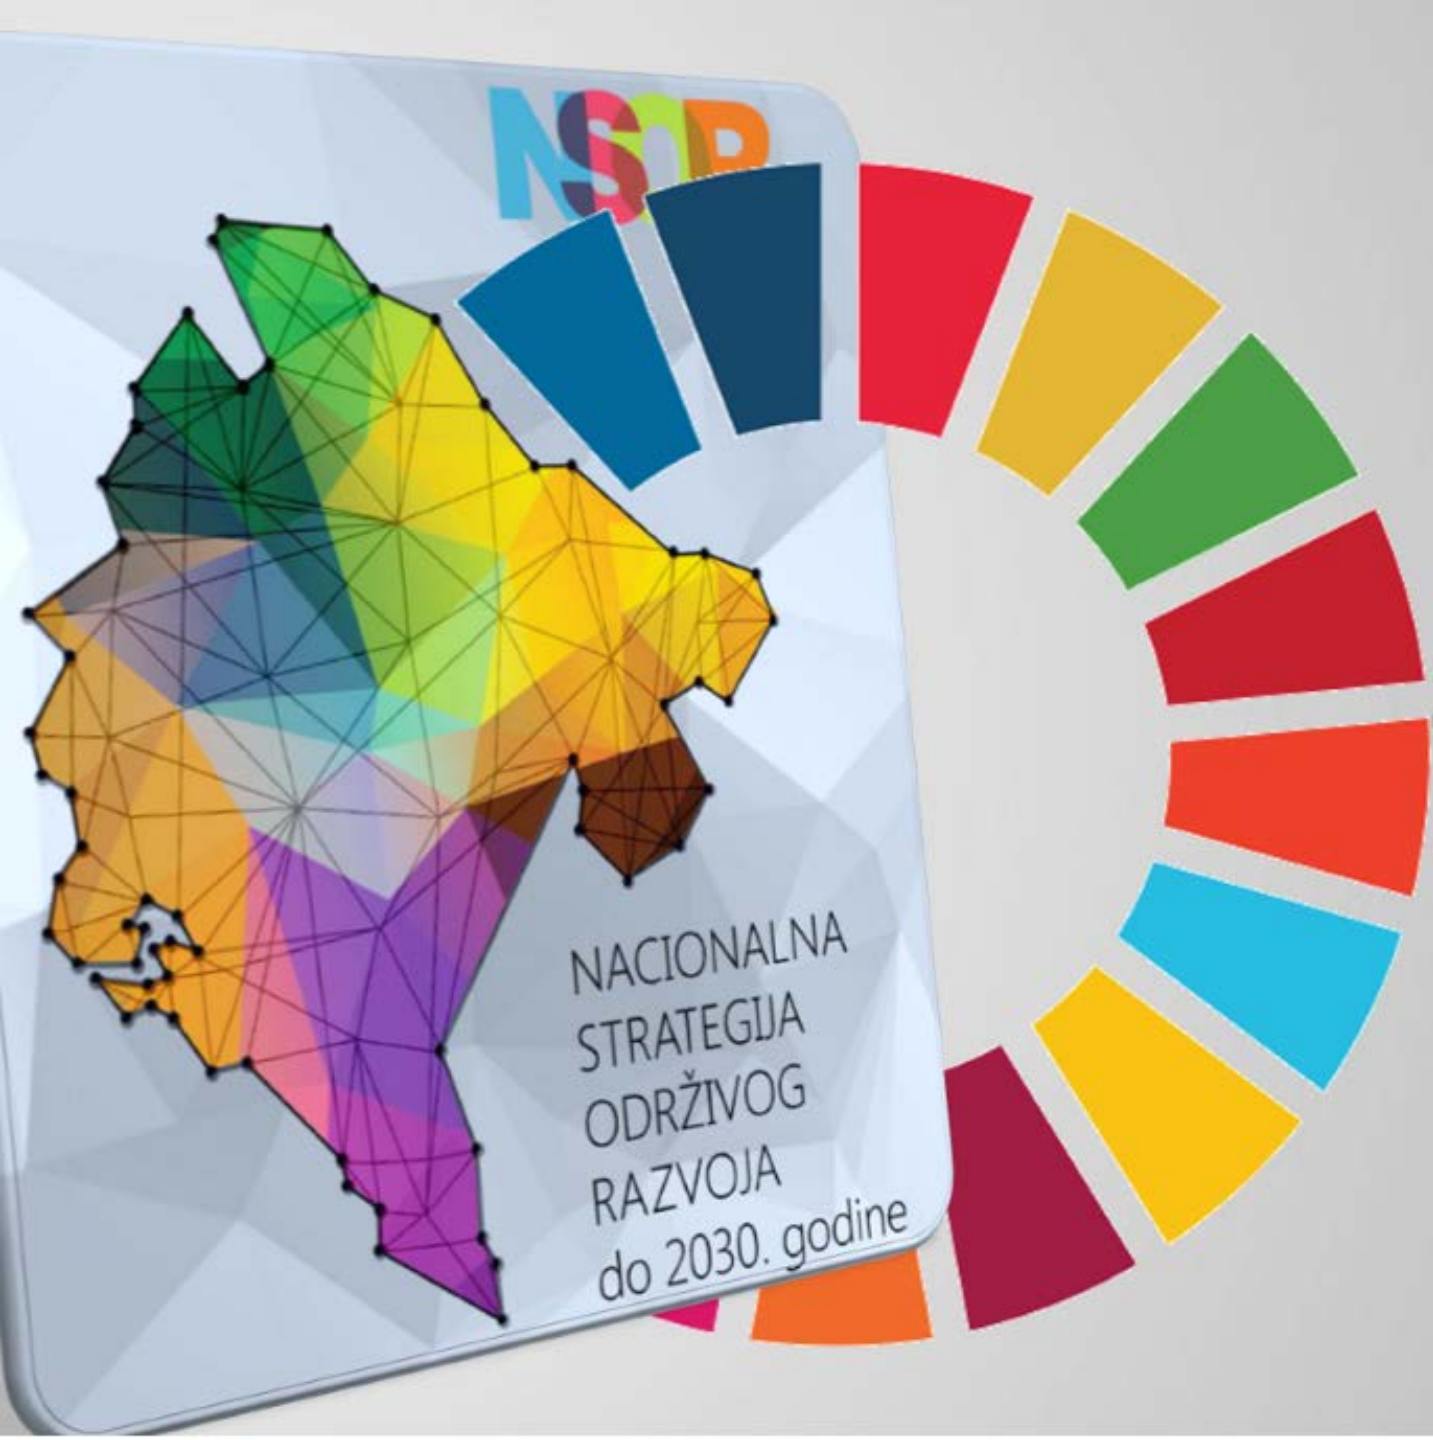 NSOR
NACIONALNA
STRATEGIJA
ODRŽIVOG
RAZVOJA
do 2030. godine